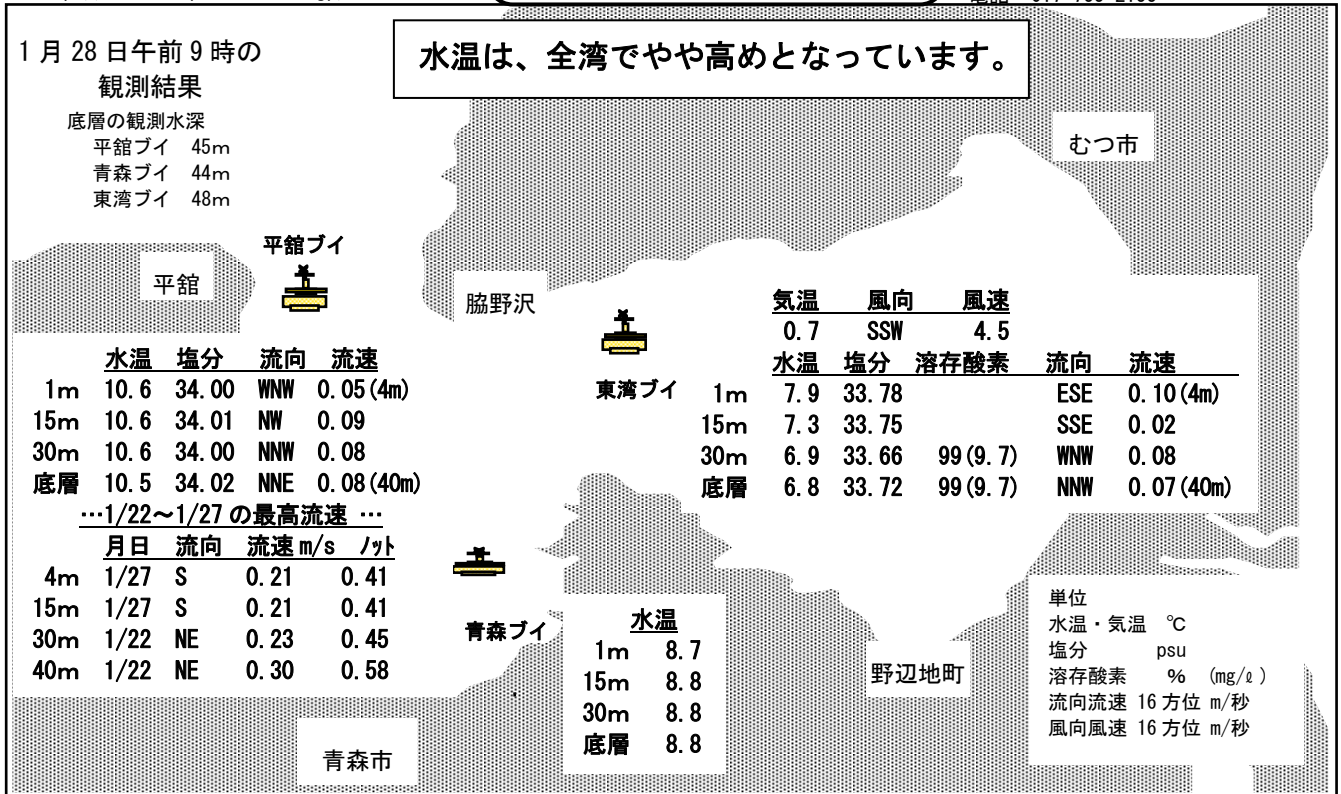 1月28日午前9時の
観測結果
水温は、全湾でやや高めとなっています。
底層の観測水深
平舘ブイ 45m
青森ブイ 44m
東湾ブイ 48m
むつ市
平舘ブイ
平舘
脇野沢
東湾ブイ
気温 風向 風速
0.7 SSW 4.5
水温 塩分 溶存酸素 流向 流速
1m 7.9 33.78 ESE 0.10(4m)
15m 7.3 33.75 SSE 0.02
30m 6.9 33.66 99(9.7) WNW 0.08
底層 6.8 33.72 99(9.7) NNW 0.07(40m)
水温 塩分 流向 流速
1m 10.6 34.00 WNW 0.05(4m)
15m 10.6 34.01 NW 0.09
30m 10.6 34.00 NNW 0.08
底層 10.5 34.02 NNE 0.08(40m)
…1/22~1/27の最高流速…
月日 流向 流速m/s ノット
4m 1/27 S 0.21 0.41
15m 1/27 S 0.21 0.41
30m 1/22 NE 0.23 0.45
40m 1/22 NE 0.30 0.58
青森ブイ
水温
1m 8.7
15m 8.8
30m 8.8
底層 8.8
野辺地町
青森市
単位
水温・気温 ℃
塩分 psu
溶存酸素 % (mg/ℓ)
流向流速 16方位 m/秒
風向風速 16方位 m/秒